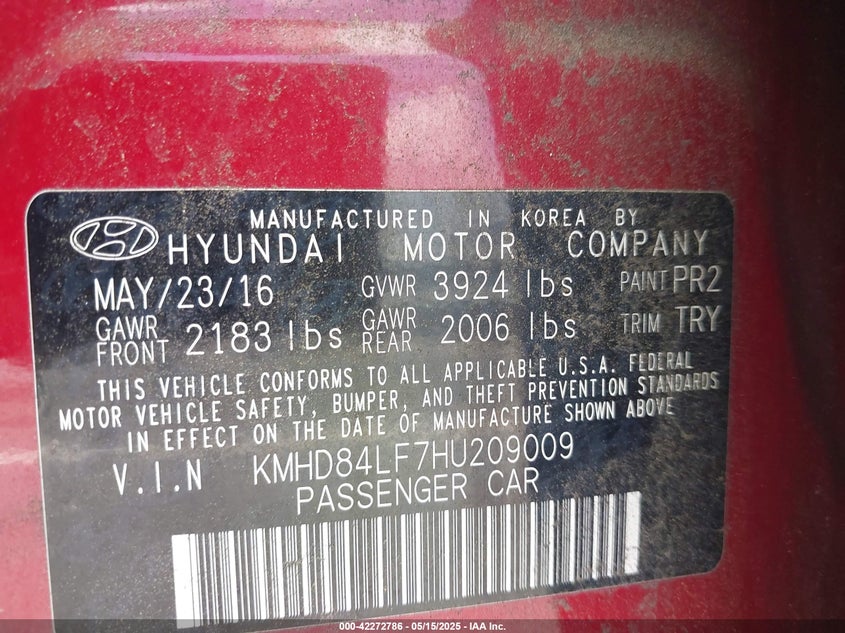 MANUFACTURED IN KOREA BY
HYUNDAI MOTOR COMPANY
MAY/23/16 GVWR 3924 lbs PAINT PR2
GAWR FRONT 2183 lbs GAWR REAR 2006 lbs TRIM TRY
THIS VEHICLE CONFORMS TO ALL APPLICABLE U.S.A. FEDERAL
MOTOR VEHICLE SAFETY, BUMPER, AND THEFT PREVENTION STANDARDS
IN EFFECT ON THE DATE OF MANUFACTURE SHOWN ABOVE
V.I.N KMHD84LF7HU209009
PASSENGER CAR
000-42272786 - 05/15/2025 - IAA Inc.